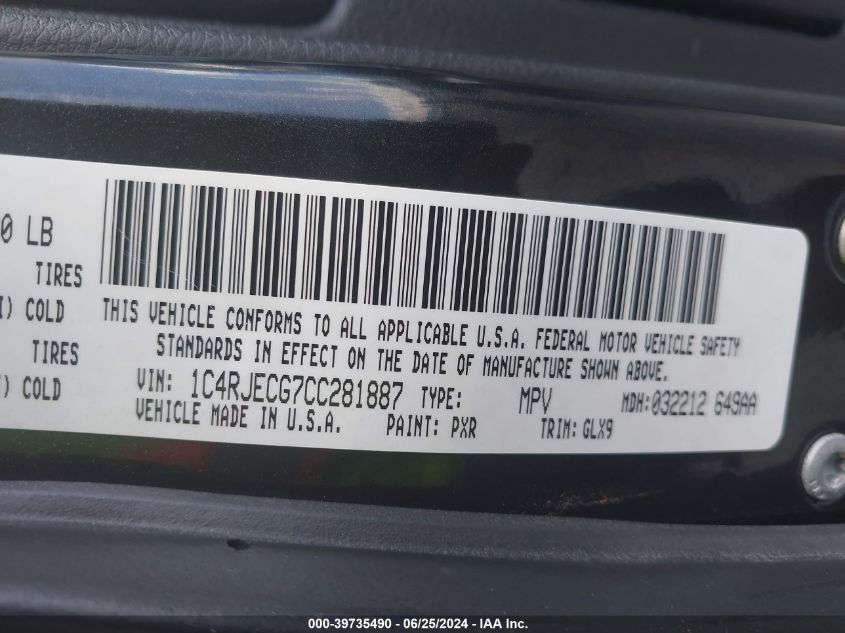 0 LB
TIRES
I) COLD
TIRES
) COLD
THIS VEHICLE CONFORMS TO ALL APPLICABLE U.S.A. FEDERAL MOTOR VEHICLE SAFETY
STANDARDS IN EFFECT ON THE DATE OF MANUFACTURE SHOWN ABOVE.
VIN: 1C4RJECG7CC281887 TYPE: MPV MDH:032212 649AA
VEHICLE MADE IN U.S.A. PAINT: PXR TRIM: GLX9
000-39735490 - 06/25/2024 - IAA Inc.